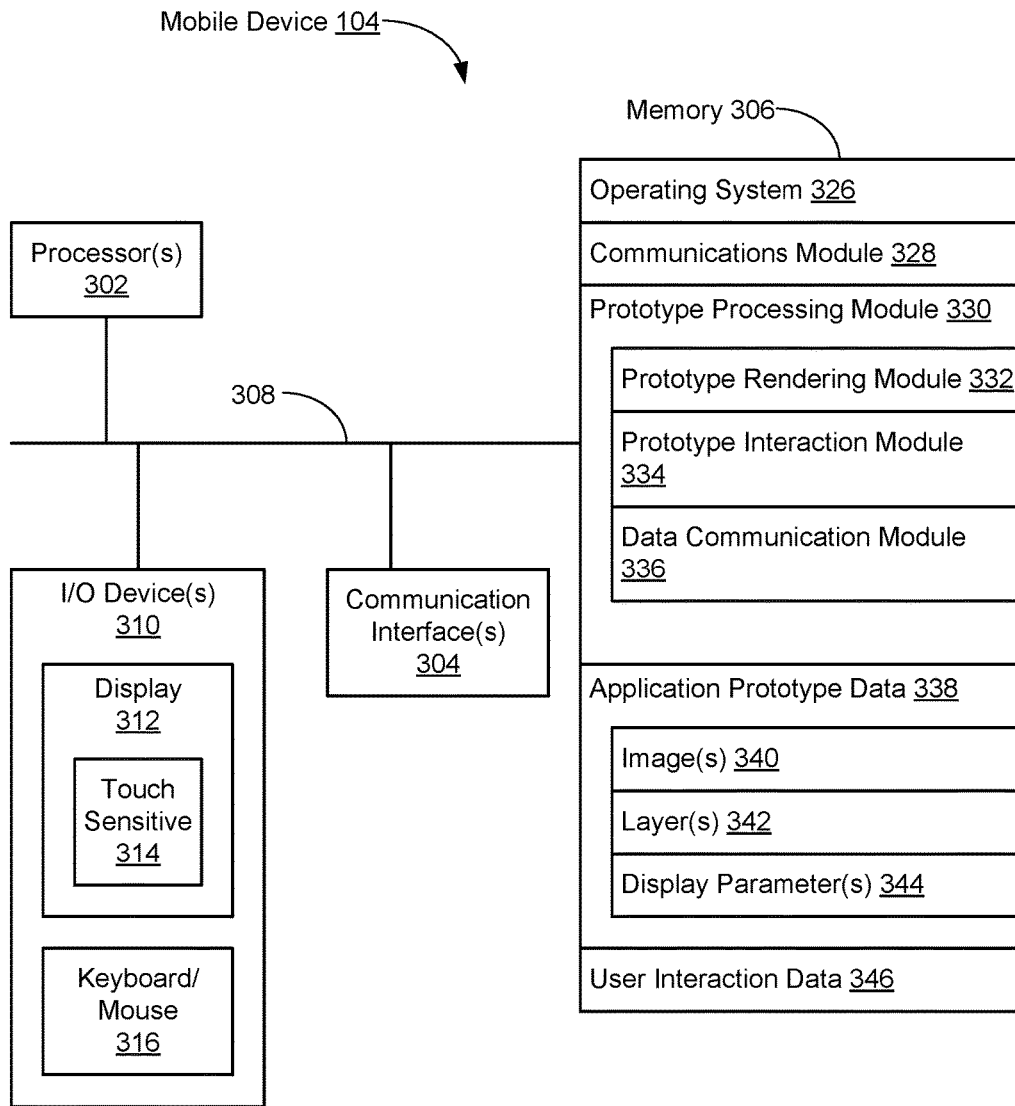 Mobile Device 104
Memory 306
Operating System 326
Communications Module 328
Prototype Processing Module 330
Prototype Rendering Module 332
Prototype Interaction Module
334
Data Communication Module
336
Application Prototype Data 338
Image(s) 340
Layer(s) 342
Display Parameter(s) 344
User Interaction Data 346
Processor(s)
302
308
I/O Device(s)
310
Display
312
Touch
Sensitive
314
Keyboard/
Mouse
316
Communication
Interface(s)
304